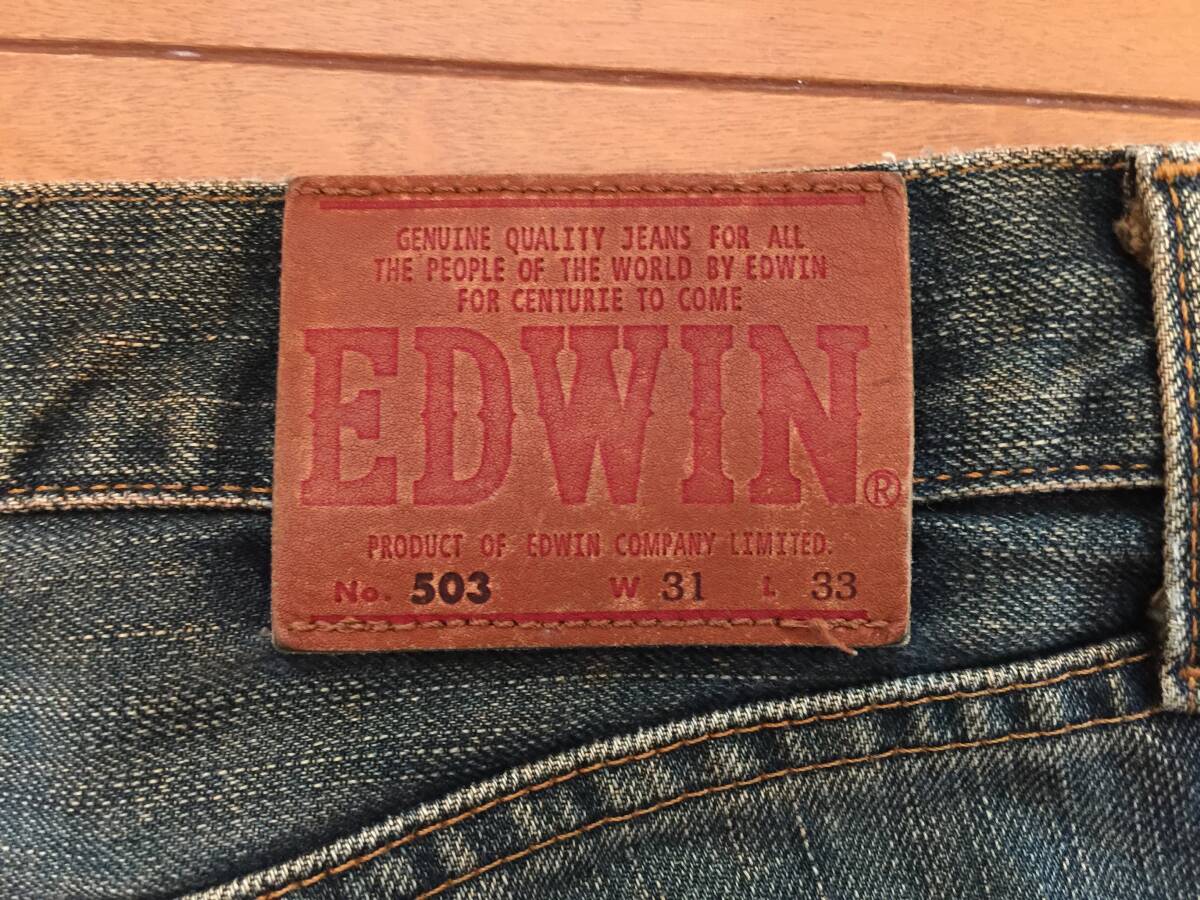 GENUINE QUALITY JEANS FOR ALL
THE PEOPLE OF THE WORLD BY EDWIN
FOR CENTURIE TO COME
EDWIN®
PRODUCT OF EDWIN COMPANY LIMITED.
No. 503 W 31 L 33